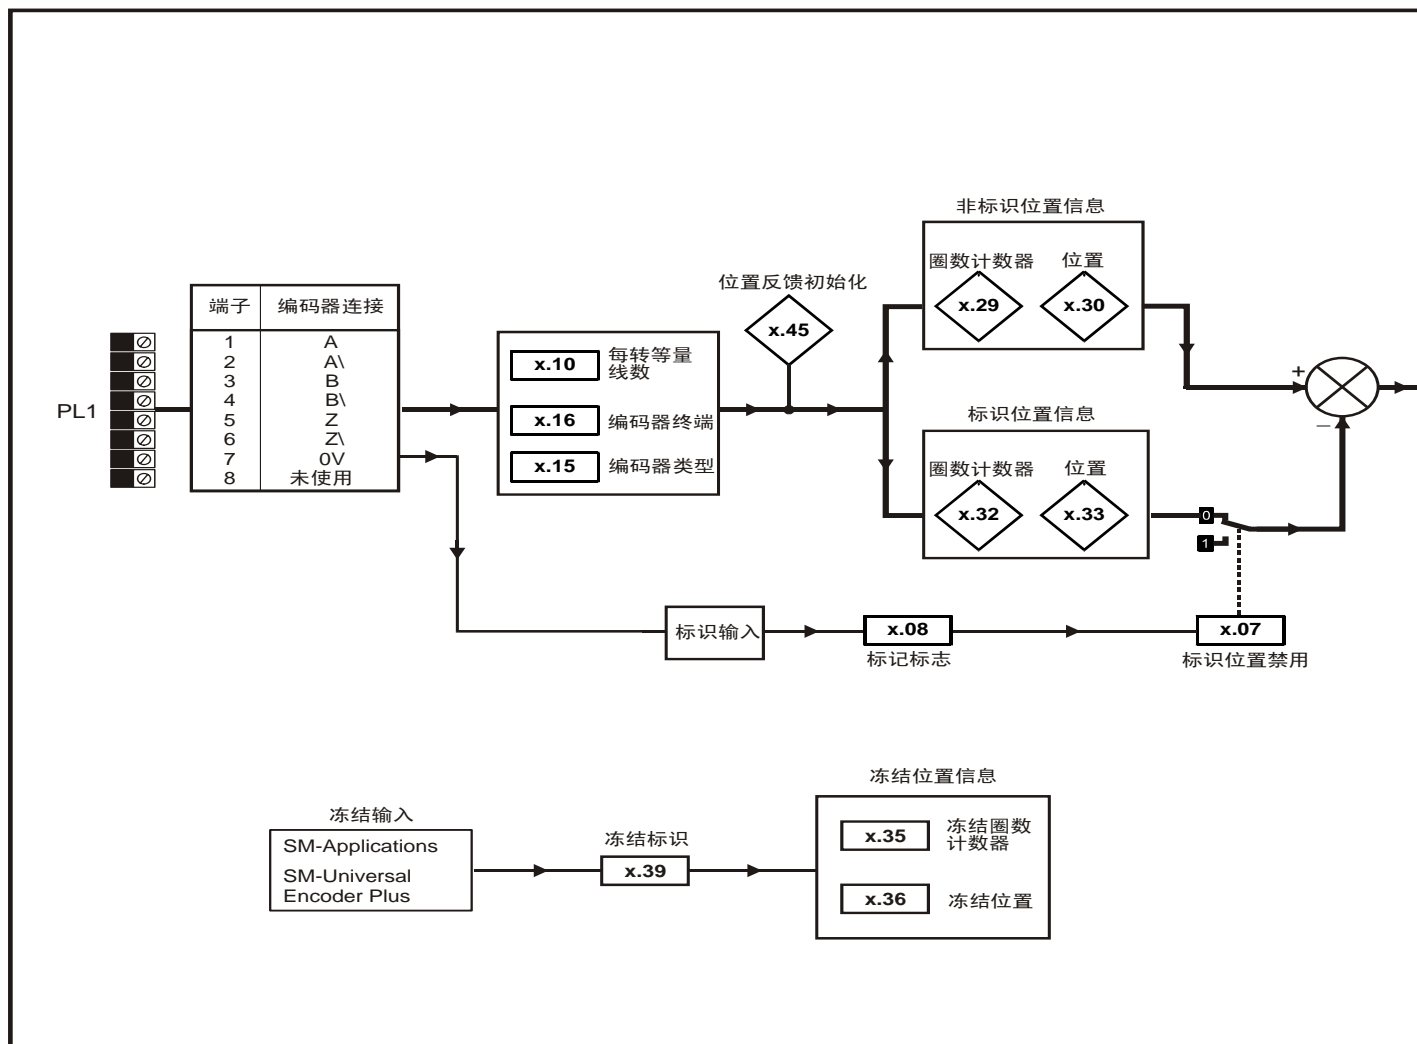 非标识位置信息
圈数计数器 位置
x.29 x.30
位置反馈初始化
x.45
端子 编码器连接
1 A
2 A\
3 B
4 B\
5 Z
6 Z\
7 0V
8 未使用
PL1
x.10 每转等量
线数
x.16 编码器终端
x.15 编码器类型
+
−
标识位置信息
圈数计数器 位置
x.32 x.33
0
1
标识输入
x.08
标记标志
x.07
标识位置禁用
冻结输入
SM-Applications
SM-Universal
Encoder Plus
冻结标识
x.39
冻结位置信息
x.35 冻结圈数
计数器
x.36 冻结位置